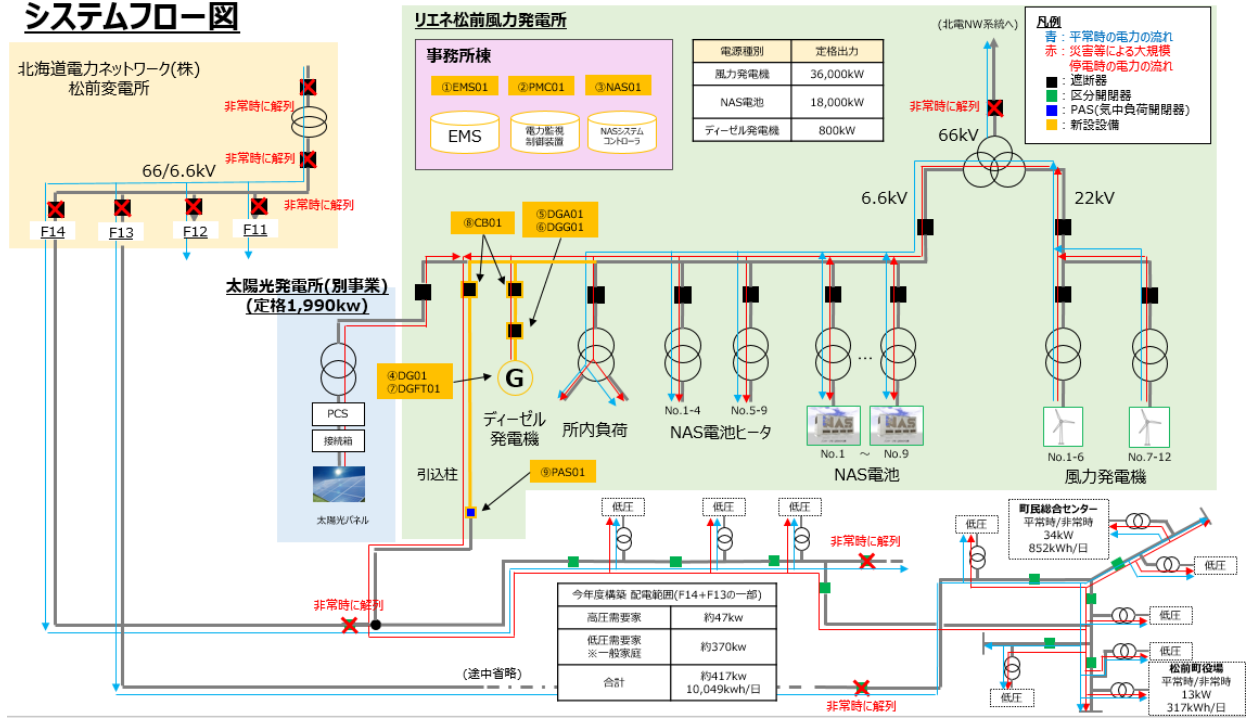 システムフロー図
北海道電力ネットワーク(株)
松前変電所
非常時に解列
非常時に解列
66/6.6kV
非常時に解列
F14
F13
F12
F11
リエネ松前風力発電所
事務所棟
①EMS01
②PMC01
③NAS01
EMS
電力監視
制御装置
NASシステム
コントローラ
電源種別
定格出力
風力発電機
36,000kW
NAS電池
18,000kW
ディーゼル発電機
800kW
(北電NW系統へ)
非常時に解列
66kV
6.6kV
22kV
凡例
青：平常時の電力の流れ
赤：災害等による大規模
停電時の電力の流れ
：遮断器
：区分開閉器
：PAS(気中負荷開閉器)
：新設設備
⑧CB01
⑤DGA01
⑥DGG01
太陽光発電所(別事業)
(定格1,990kw)
PCS
接続箱
太陽光パネル
④DG01
⑦DGFT01
G
ディーゼル
発電機
所内負荷
No.1-4
No.5-9
NAS電池ヒータ
…
NAS
NAS
No.1
～
No.9
NAS電池
No.1-6
No.7-12
風力発電機
引込柱
⑨PAS01
低圧
低圧
低圧
非常時に解列
低圧
町民総合センター
平常時/非常時
34kW
852kWh/日
低圧
非常時に解列
今年度構築 配電範囲(F14+F13の一部)
高圧需要家
約47kw
低圧需要家
※一般家庭
約370kw
合計
約417kw
10,049kwh/日
(途中省略)
非常時に解列
低圧
低圧
低圧
松前町役場
平常時/非常時
13kW
317kWh/日